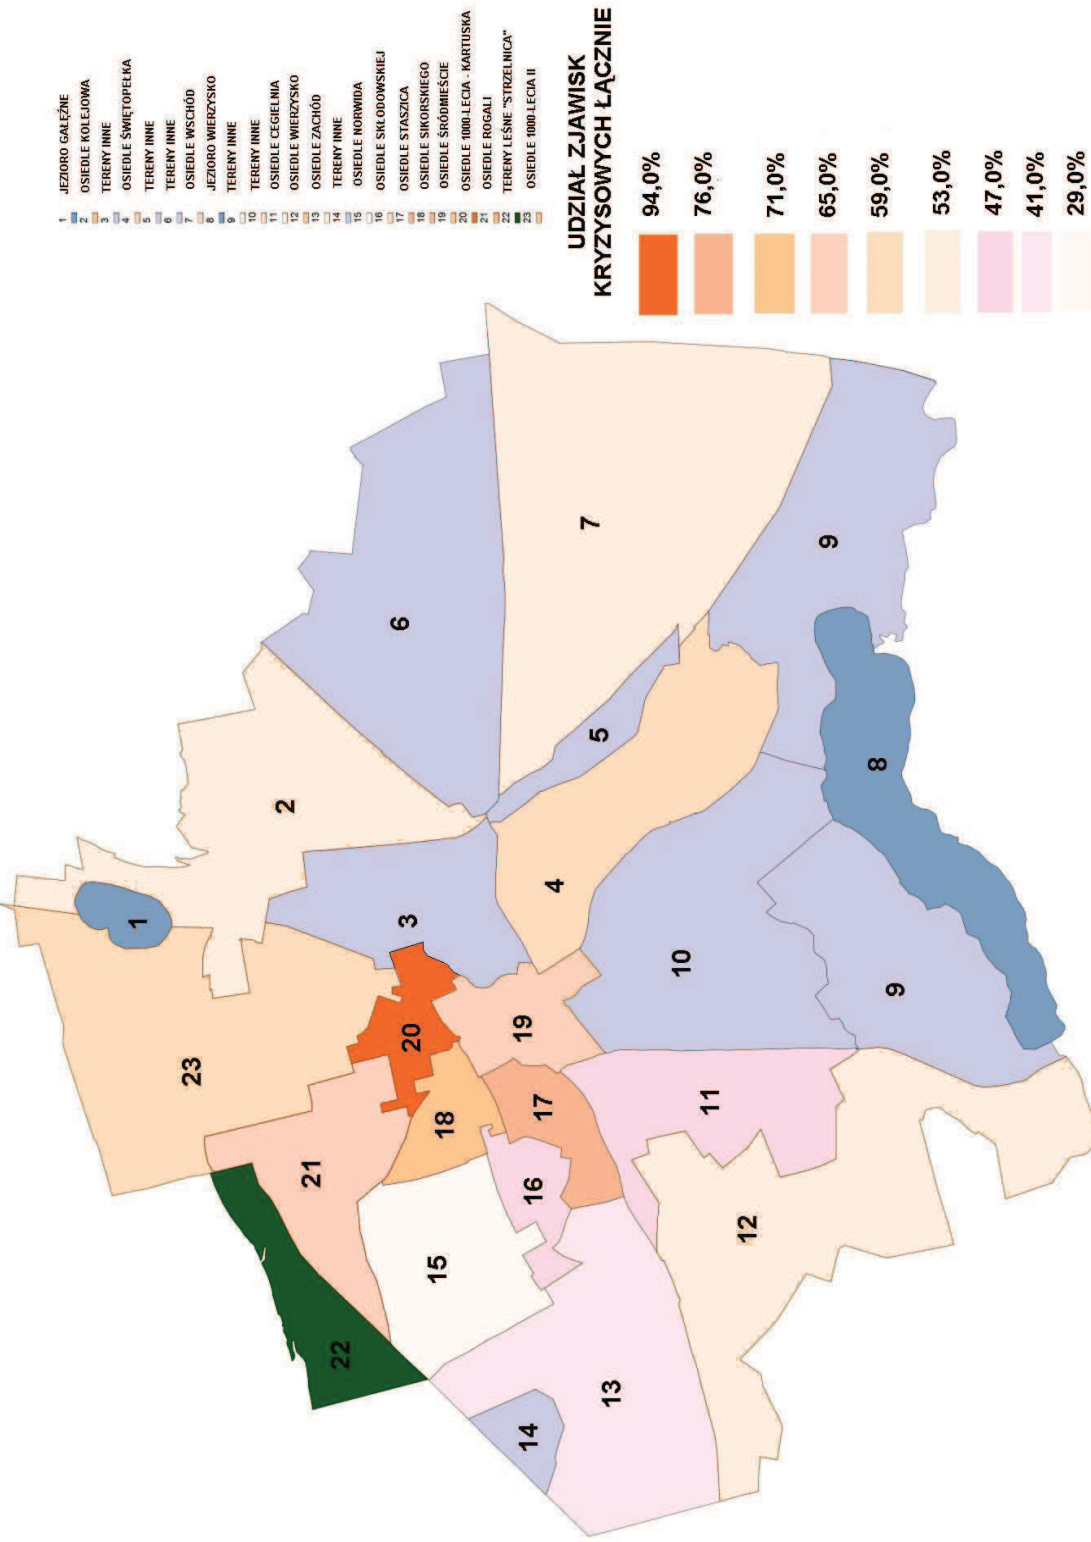 1 JEZIORO GAŁĘŹNE
2 OSIEDLE KOLEJOWA
3 TERENY INNE
4 OSIEDLE ŚWIĘTOPEŁKA
5 TERENY INNE
6 TERENY INNE
7 OSIEDLE WSCHÓD
8 JEZIORO WIERZYSKO
9 TERENY INNE
10 TERENY INNE
11 OSIEDLE CEGIELNIA
12 OSIEDLE WIERZYSKO
13 OSIEDLE ZACHÓD
14 TERENY INNE
15 OSIEDLE NORWIDA
16 OSIEDLE SKŁODOWSKIEJ
17 OSIEDLE STASZICA
18 OSIEDLE SIKORSKIEGO
19 OSIEDLE ŚRÓDMIEŚCIE
20 OSIEDLE 1000-LECIA - KARTUSKA
21 OSIEDLE ROGALI
22 TERENY LEŚNE "STRZELNICA"
23 OSIEDLE 1000-LECIA II
UDZIAŁ ZJAWISK
KRYZYSOWYCH ŁĄCZNIE
94,0%
76,0%
71,0%
65,0%
59,0%
53,0%
47,0%
41,0%
29,0%
1
23
2
21
22
6
3
20
15
18
14
16
19
17
4
7
5
13
10
11
12
9
8
9